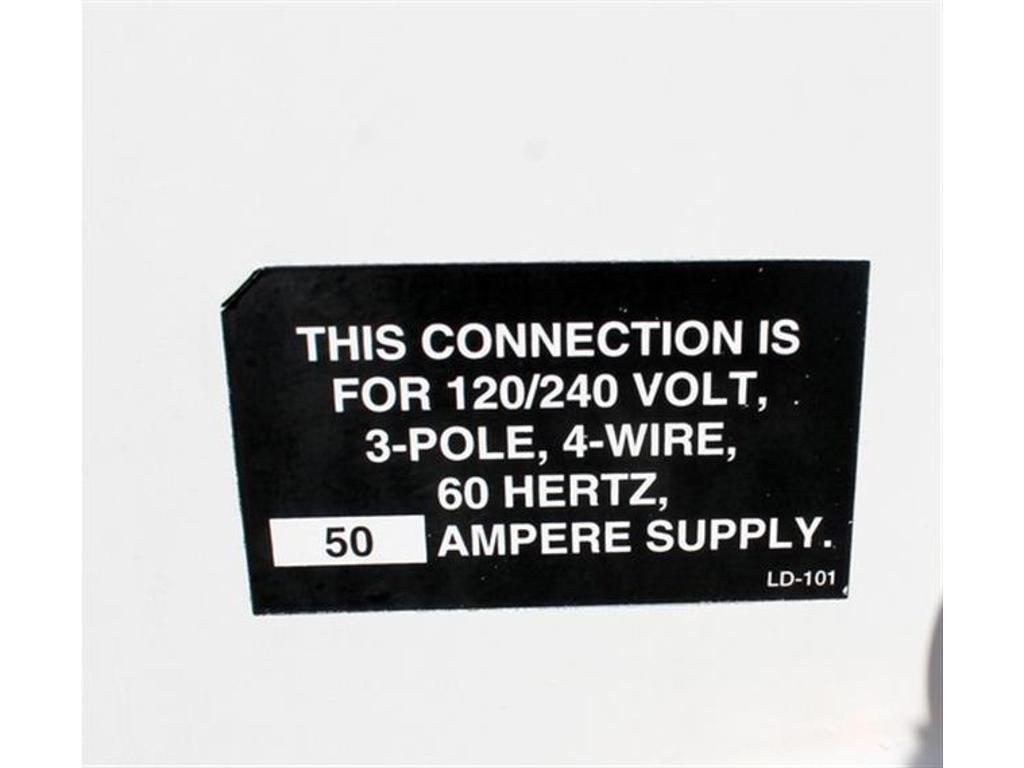 THIS CONNECTION IS
FOR 120/240 VOLT,
3-POLE, 4-WIRE,
60 HERTZ,
50 AMPERE SUPPLY.
LD-101